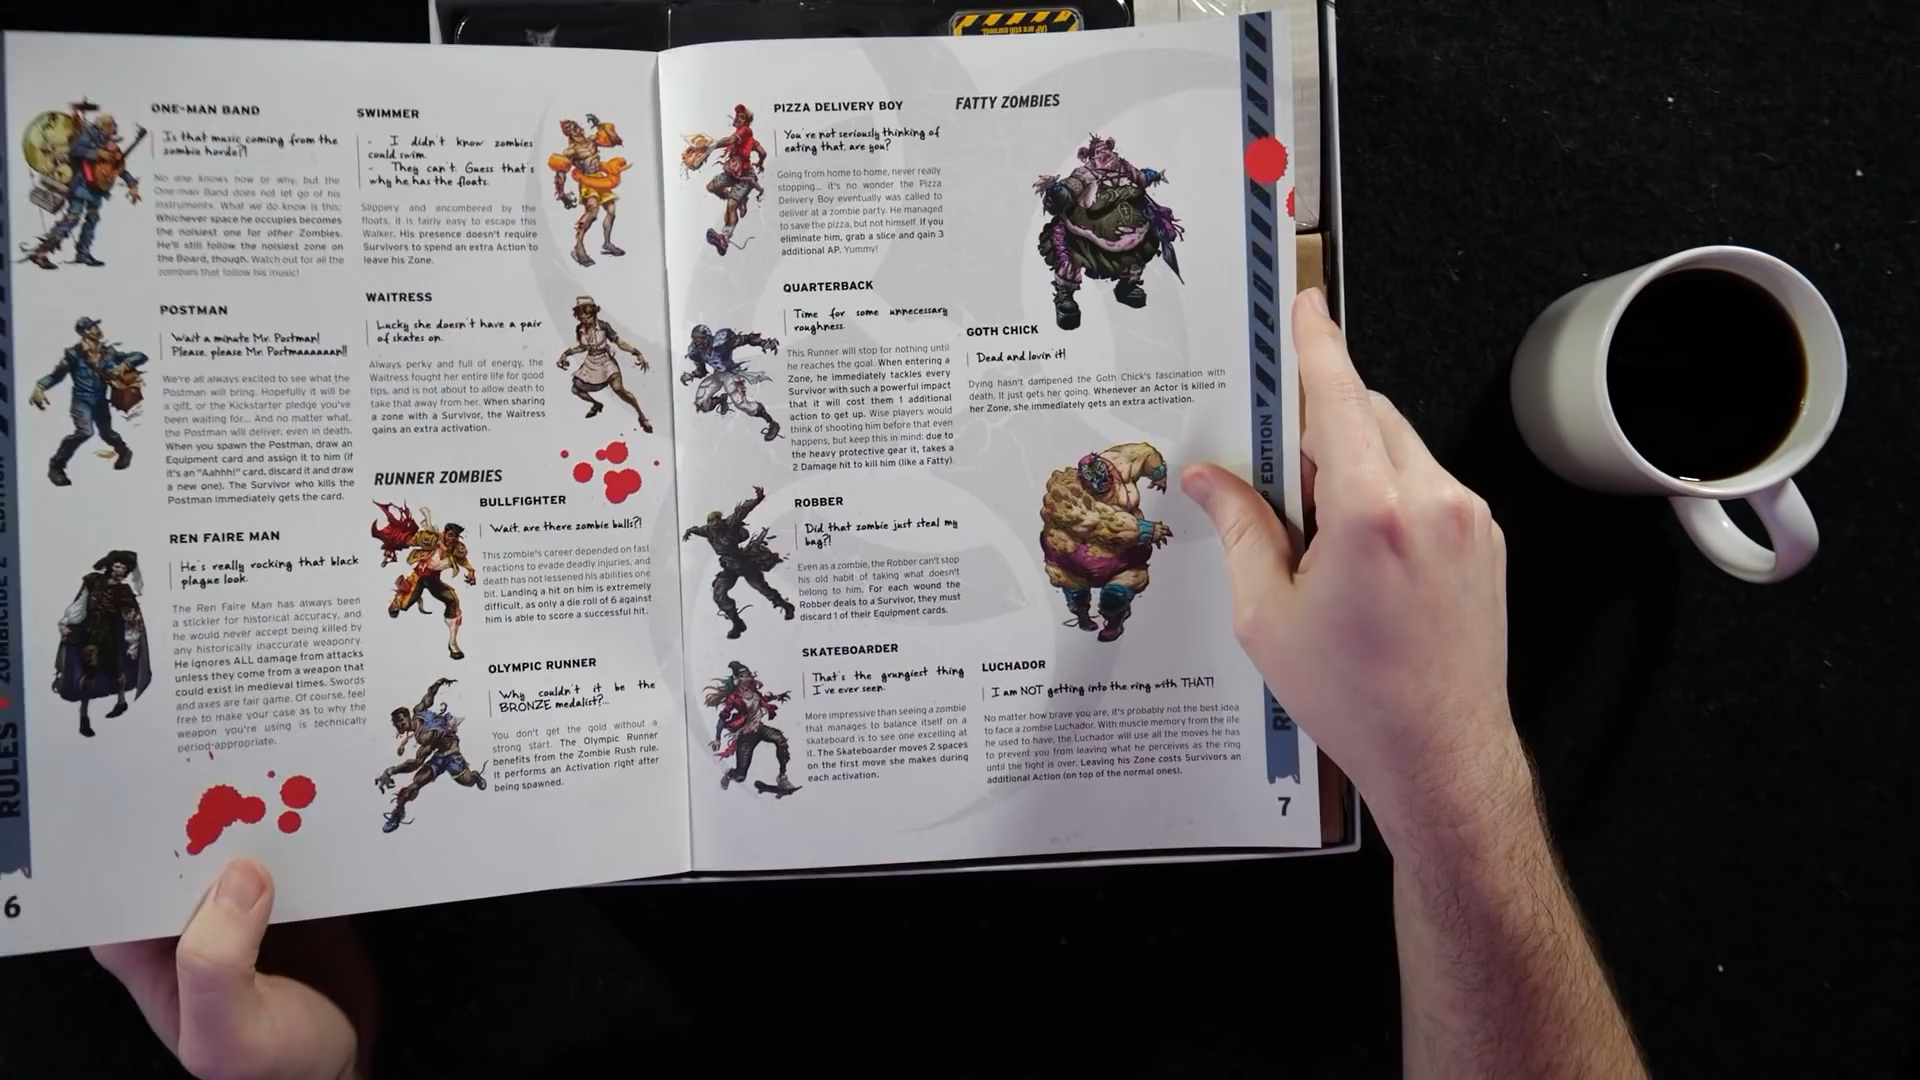 (AP are still earned).
ONE-MAN BAND
Is that music coming from the
zombie horde?!
No one knows how or why, but the
One-man Band does not let go of his
instruments. What we do know is this:
Whichever space he occupies becomes
the noisiest one for other Zombies.
He'll still follow the noisiest zone on
the Board, though. Watch out for all the
zombies that follow his music!
POSTMAN
Wait a minute Mr. Postman!
Please, please Mr. Postmaaaaaan!!
We're all always excited to see what the
Postman will bring. Hopefully it will be
a gift, or the Kickstarter pledge you've
been waiting for... And no matter what,
the Postman will deliver, even in death.
When you spawn the Postman, draw an
Equipment card and assign it to him (if
it's an "Aahhh!" card, discard it and draw
a new one). The Survivor who kills the
Postman immediately gets the card.
REN FAIRE MAN
He's really rocking that black
plague look.
The Ren Faire Man has always been
a stickler for historical accuracy, and
he would never accept being killed by
any historically inaccurate weaponry.
He ignores ALL damage from attacks
unless they come from a weapon that
could exist in medieval times. Swords
and axes are fair game. Of course, feel
free to make your case as to why the
weapon you're using is technically
period-appropriate.
SWIMMER
- I didn't know zombies
could swim.
- They can't. Guess that's
why he has the floats.
Slippery and encumbered by the
floats, it is fairly easy to escape this
Walker. His presence doesn't require
Survivors to spend an extra Action to
leave his Zone.
WAITRESS
Lucky she doesn't have a pair
of skates on.
Always perky and full of energy, the
Waitress fought her entire life for good
tips, and is not about to allow death to
take that away from her. When sharing
a zone with a Survivor, the Waitress
gains an extra activation.
RUNNER ZOMBIES
BULLFIGHTER
Wait, are there zombie bulls?!
This zombie's career depended on fast
reactions to evade deadly injuries, and
death has not lessened his abilities one
bit. Landing a hit on him is extremely
difficult, as only a die roll of 6 against
him is able to score a successful hit.
OLYMPIC RUNNER
Why couldn't it be the
BRONZE medalist?...
You don't get the gold without a
strong start. The Olympic Runner
benefits from the Zombie Rush rule.
It performs an Activation right after
being spawned.
RULES ZOMBICIDE 2 EDITION
6
PIZZA DELIVERY BOY
You're not seriously thinking of
eating that, are you?
Going from home to home, never really
stopping... it's no wonder the Pizza
Delivery Boy eventually was called to
deliver at a zombie party. He managed
to save the pizza, but not himself. If you
eliminate him, grab a slice and gain 3
additional AP. Yummy!
QUARTERBACK
Time for some unnecessary
roughness.
This Runner will stop for nothing until
he reaches the goal. When entering a
Zone, he immediately tackles every
Survivor with such a powerful impact
that it will cost them 1 additional
action to get up. Wise players would
think of shooting him before that even
happens, but keep this in mind: due to
the heavy protective gear it, takes a
2 Damage hit to kill him (like a Fatty).
ROBBER
Did that zombie just steal my
bag?!
Even as a zombie, the Robber can't stop
his old habit of taking what doesn't
belong to him. For each wound the
Robber deals to a Survivor, they must
discard 1 of their Equipment cards.
SKATEBOARDER
That's the grungiest thing
I've ever seen.
More impressive than seeing a zombie
that manages to balance itself on a
skateboard is to see one excelling at
it. The Skateboarder moves 2 spaces
on the first move she makes during
each activation.
FATTY ZOMBIES
GOTH CHICK
Dead and lovin' it!
Dying hasn't dampened the Goth Chick's fascination with
death. It just gets her going. Whenever an Actor is killed in
her Zone, she immediately gets an extra activation.
LUCHADOR
I am NOT getting into the ring with THAT!
No matter how brave you are, it's probably not the best idea
to face a zombie Luchador. With muscle memory from the life
he used to have, the Luchador will use all the moves he has
to prevent you from leaving what he perceives as the ring
until the fight is over. Leaving his Zone costs Survivors an
additional Action (on top of the normal ones).
EDITION
7